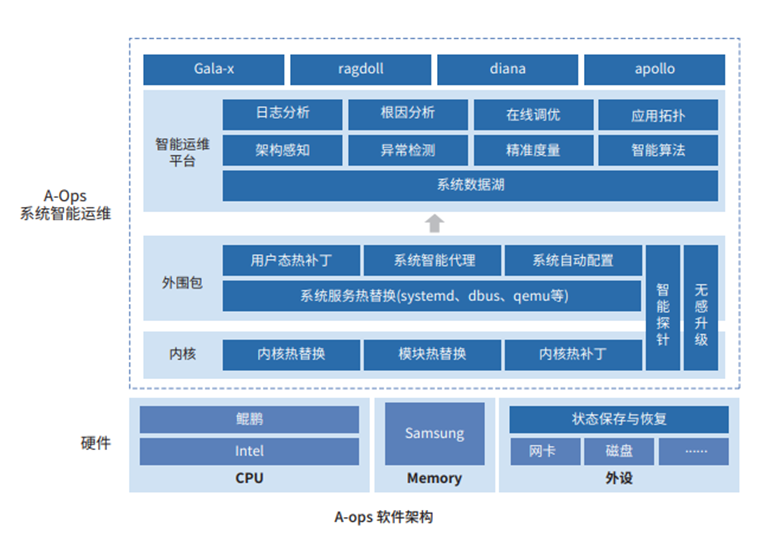 Gala-x
ragdoll
diana
apollo
A-Ops
系统智能运维
智能运维
平台
日志分析
根因分析
在线调优
应用拓扑
架构感知
异常检测
精准度量
智能算法
系统数据湖
外围包
用户态热补丁
系统智能代理
系统自动配置
系统服务热替换(systemd、dbus、qemu等)
智能探针
无感升级
内核
内核热替换
模块热替换
内核热补丁
硬件
鲲鹏
Intel
CPU
Samsung
Memory
状态保存与恢复
网卡
磁盘
······
外设
A-ops 软件架构